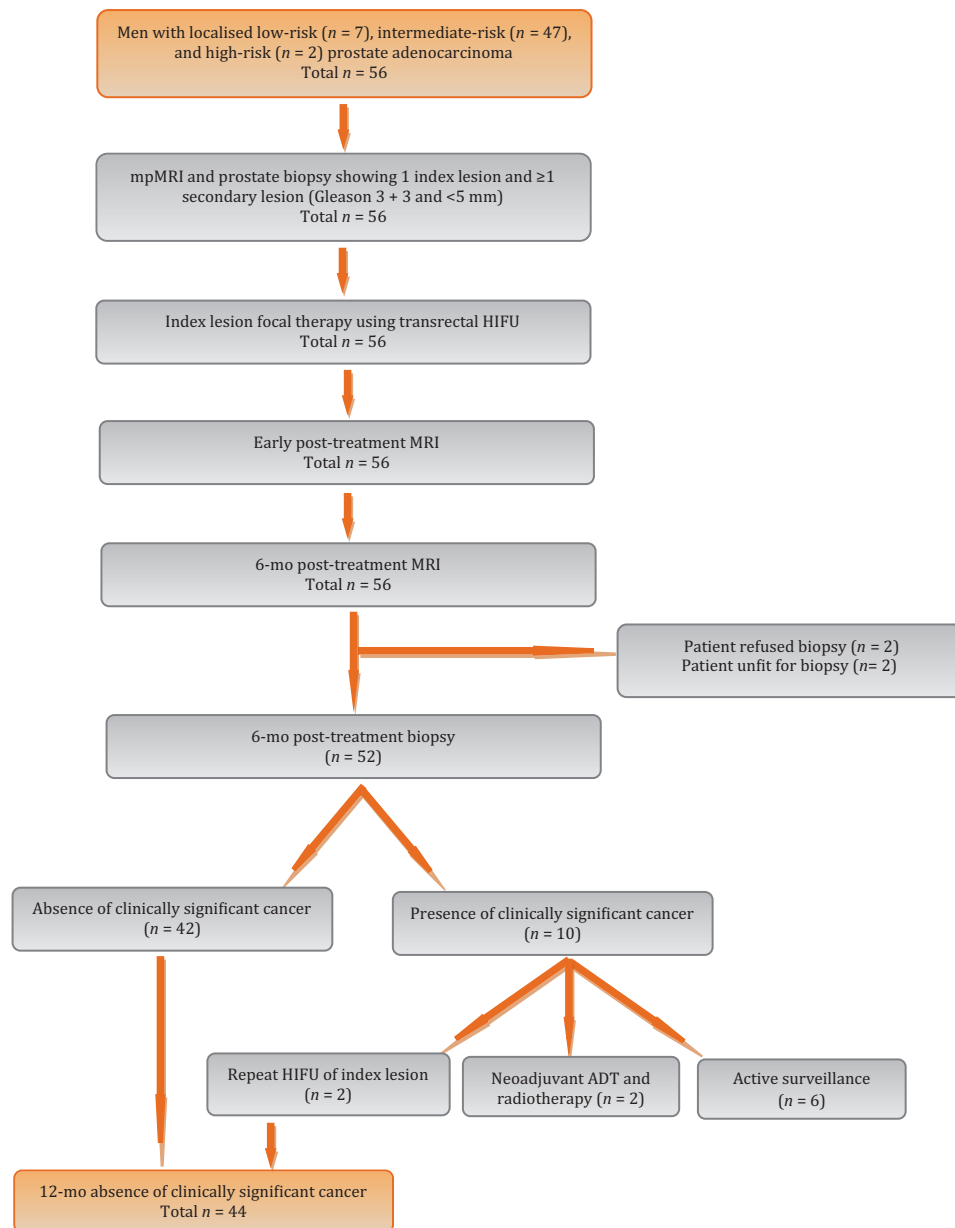 Men with localised low-risk (n = 7), intermediate-risk (n = 47),
and high-risk (n = 2) prostate adenocarcinoma
Total n = 56
mpMRI and prostate biopsy showing 1 index lesion and ≥1
secondary lesion (Gleason 3 + 3 and <5 mm)
Total n = 56
Index lesion focal therapy using transrectal HIFU
Total n = 56
Early post-treatment MRI
Total n = 56
6-mo post-treatment MRI
Total n = 56
Patient refused biopsy (n = 2)
Patient unfit for biopsy (n= 2)
6-mo post-treatment biopsy
(n = 52)
Absence of clinically significant cancer
(n = 42)
Presence of clinically significant cancer
(n = 10)
Repeat HIFU of index lesion
(n = 2)
Neoadjuvant ADT and
radiotherapy (n = 2)
Active surveillance
(n = 6)
12-mo absence of clinically significant cancer
Total n = 44